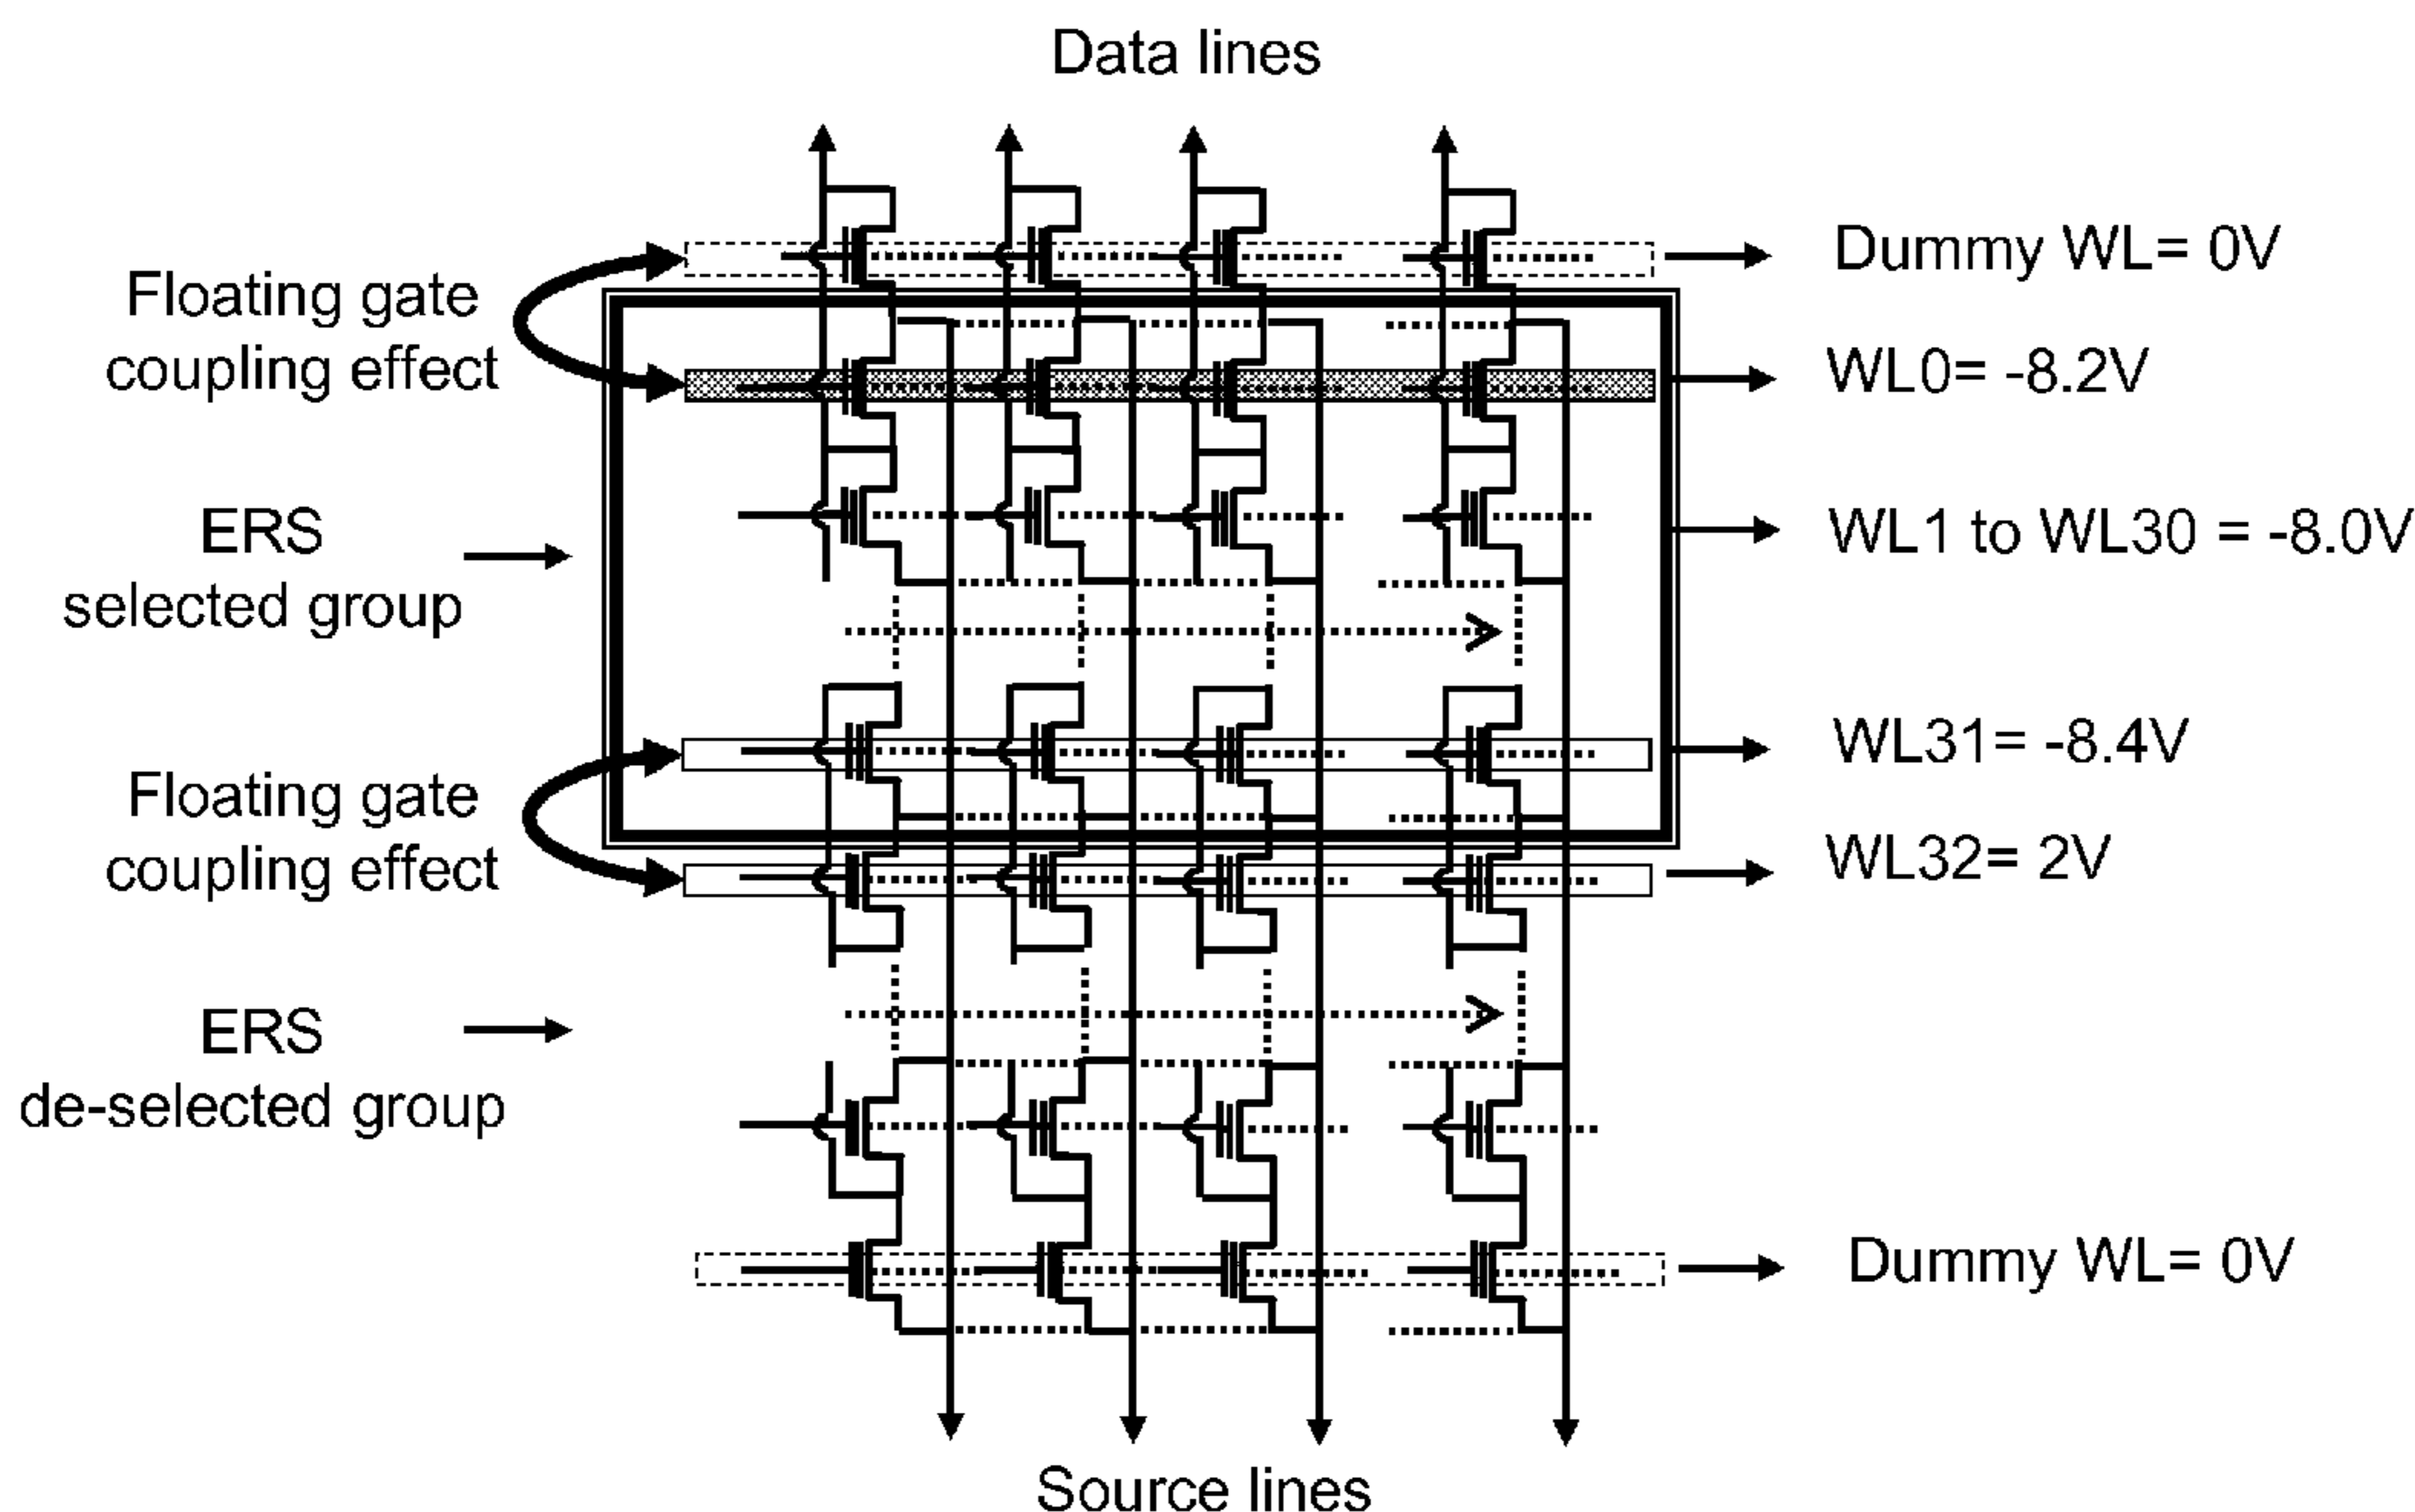 Data lines
Dummy WL= 0V
Floating gate
coupling effect
WL0= -8.2V
ERS
selected group
WL1 to WL30 = -8.0V
WL31= -8.4V
Floating gate
coupling effect
WL32= 2V
ERS
de-selected group
Dummy WL= 0V
Source lines